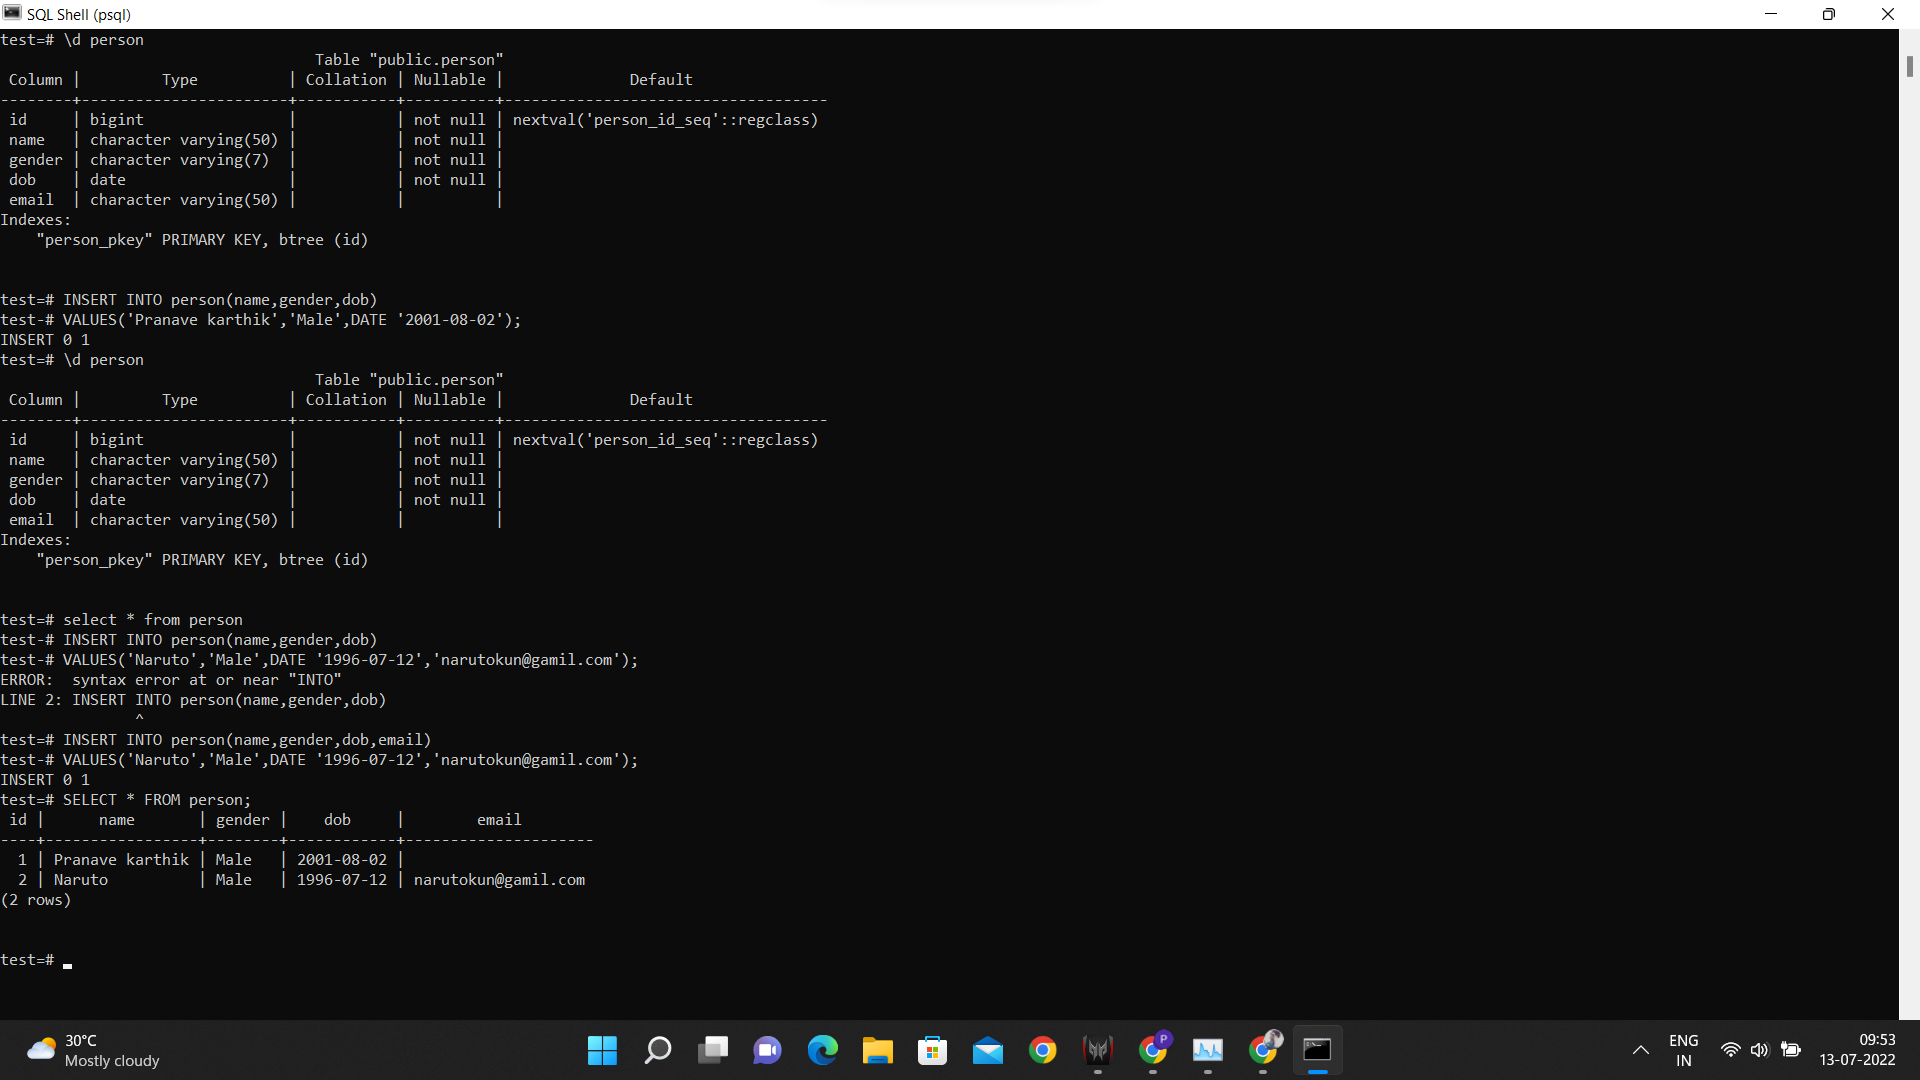 SQL Shell (psql)
test=# \d person
                                   Table "public.person"
 Column |         Type          | Collation | Nullable |              Default
--------+-----------------------+-----------+----------+------------------------------------
 id     | bigint                |           | not null | nextval('person_id_seq'::regclass)
 name   | character varying(50) |           | not null |
 gender | character varying(7)  |           | not null |
 dob    | date                  |           | not null |
 email  | character varying(50) |           |          |
Indexes:
    "person_pkey" PRIMARY KEY, btree (id)
test=# INSERT INTO person(name,gender,dob)
test-# VALUES('Pranave karthik','Male',DATE '2001-08-02');
INSERT 0 1
test=# \d person
                                   Table "public.person"
 Column |         Type          | Collation | Nullable |              Default
--------+-----------------------+-----------+----------+------------------------------------
 id     | bigint                |           | not null | nextval('person_id_seq'::regclass)
 name   | character varying(50) |           | not null |
 gender | character varying(7)  |           | not null |
 dob    | date                  |           | not null |
 email  | character varying(50) |           |          |
Indexes:
    "person_pkey" PRIMARY KEY, btree (id)
test=# select * from person
test-# INSERT INTO person(name,gender,dob)
test-# VALUES('Naruto','Male',DATE '1996-07-12','narutokun@gamil.com');
ERROR:  syntax error at or near "INTO"
LINE 2: INSERT INTO person(name,gender,dob)
               ^
test=# INSERT INTO person(name,gender,dob,email)
test-# VALUES('Naruto','Male',DATE '1996-07-12','narutokun@gamil.com');
INSERT 0 1
test=# SELECT * FROM person;
 id |      name       | gender |    dob     |        email
----+-----------------+--------+------------+---------------------
  1 | Pranave karthik | Male   | 2001-08-02 |
  2 | Naruto          | Male   | 1996-07-12 | narutokun@gamil.com
(2 rows)
test=#
30°C
Mostly cloudy
P
ENG
IN
09:53
13-07-2022